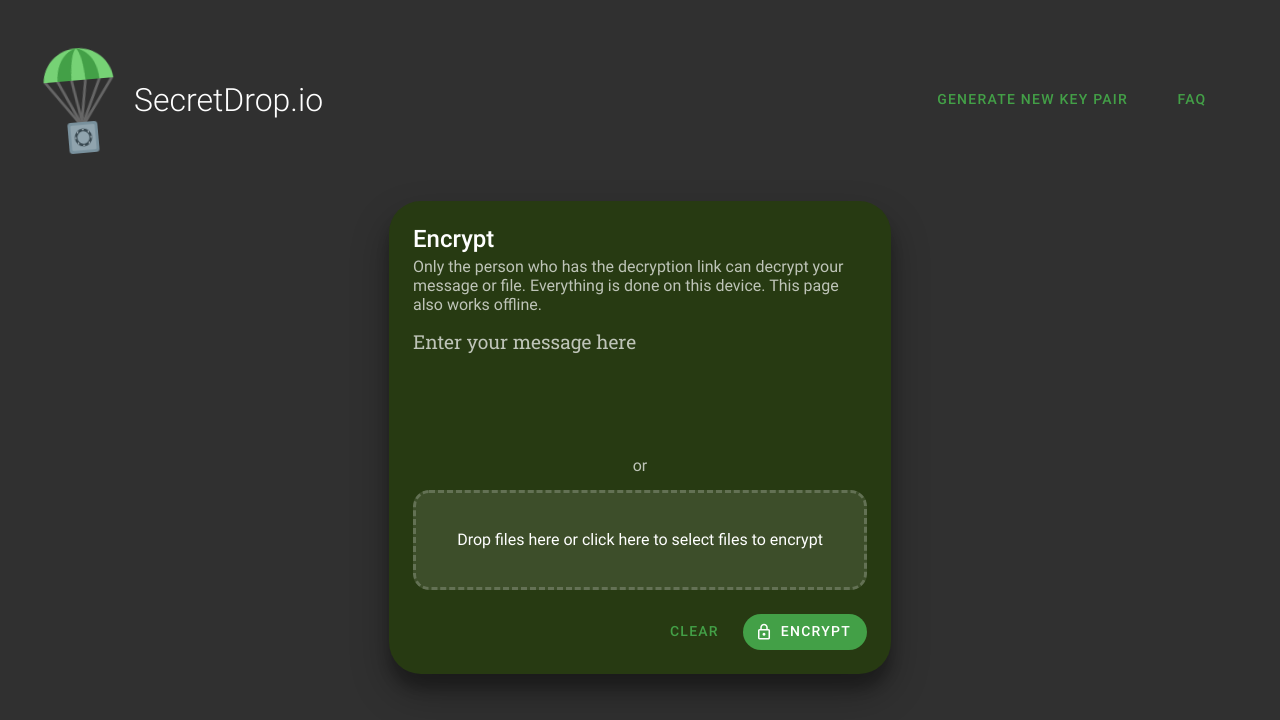 SecretDrop.io
GENERATE NEW KEY PAIR
FAQ
Encrypt
Only the person who has the decryption link can decrypt your
message or file. Everything is done on this device. This page
also works offline.
Enter your message here
or
Drop files here or click here to select files to encrypt
CLEAR
ENCRYPT